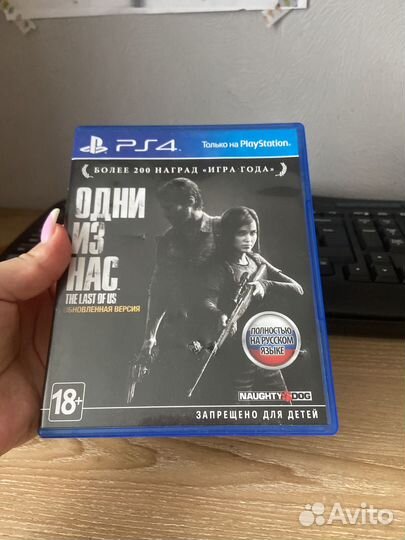 PS4
Только на PlayStation.
БОЛЕЕ 200 НАГРАД «ИГРА ГОДА»
ОДНИ
ИЗ
НАС
THE LAST OF US
ОБНОВЛЕННАЯ ВЕРСИЯ
ПОЛНОСТЬЮ
НА РУССКОМ
ЯЗЫКЕ
NAUGHTY DOG
18+
ЗАПРЕЩЕНО ДЛЯ ДЕТЕЙ
Avito